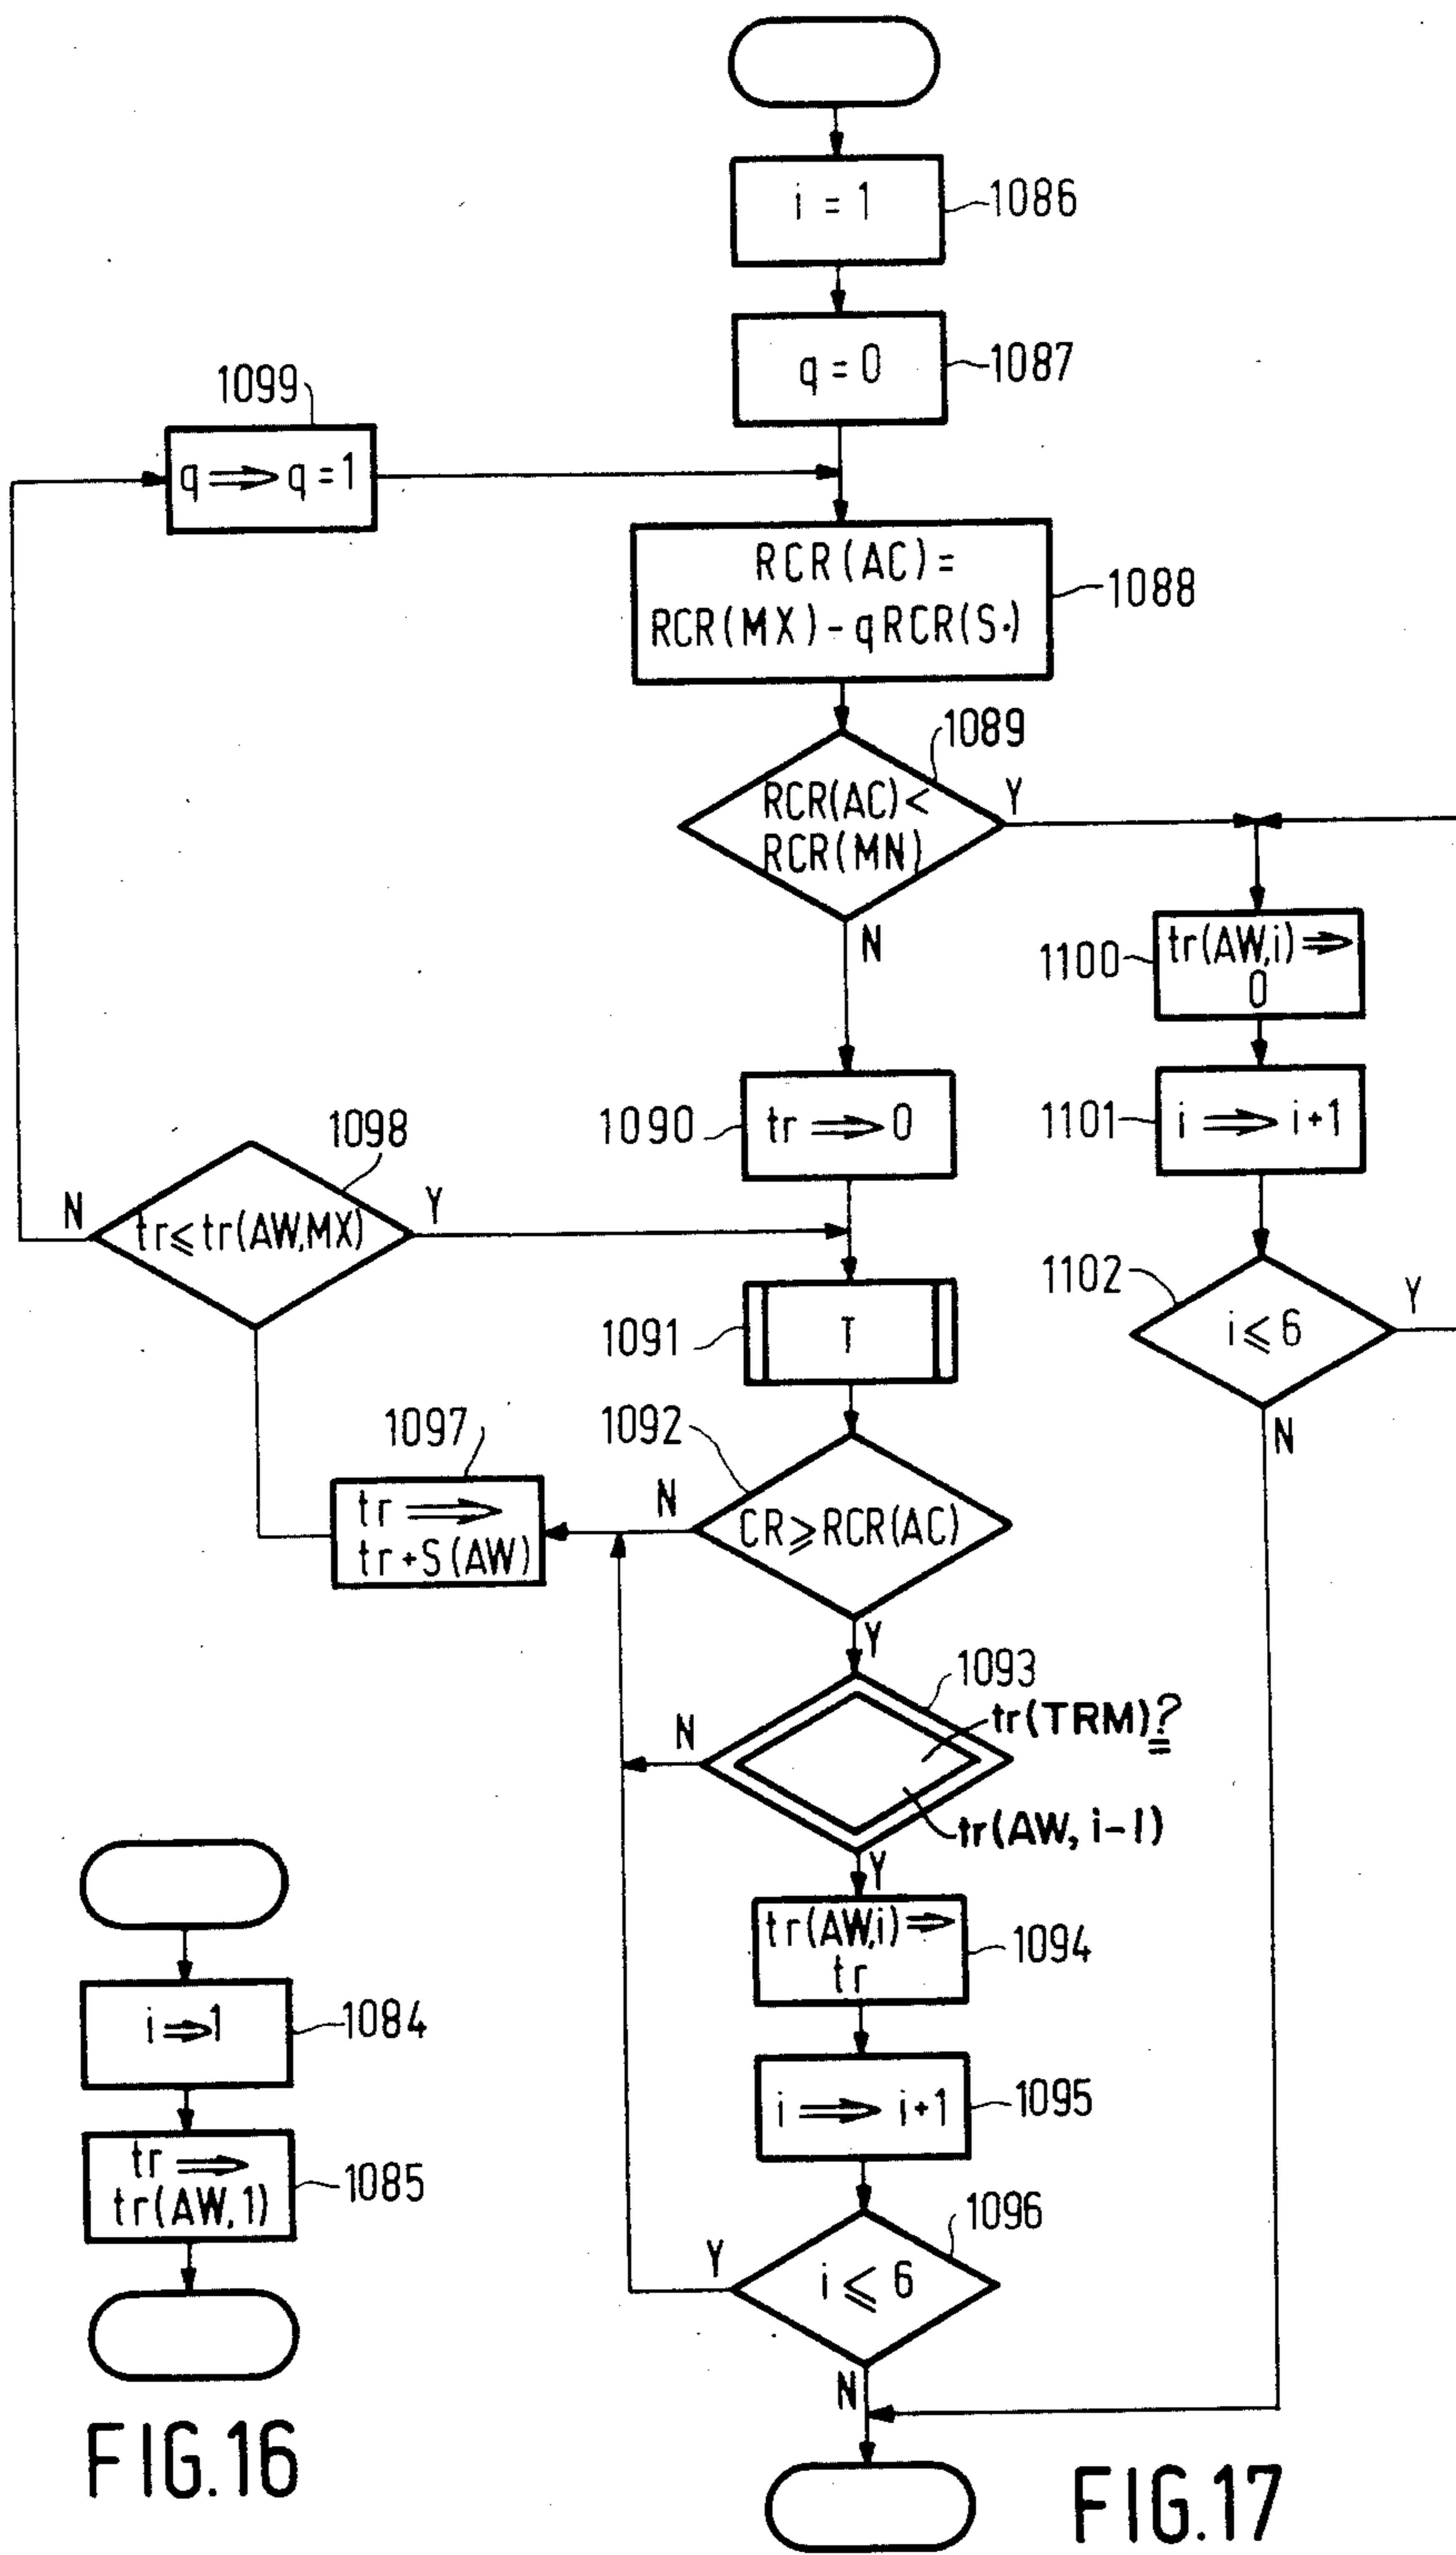 i = 1
1086
q = 0
1087
1099
q ⇒ q = 1
RCR(AC) =
RCR(MX) - qRCR(S·)
1088
1089
RCR(AC) <
RCR(MN)
Y
N
tr(AW,i) ⇒
0
1100
1090
tr ⇒ 0
1101
i ⇒ i+1
1098
N
tr ⩽ tr(AW,MX)
Y
1102
i ⩽ 6
Y
N
1091
T
1092
CR ⩾ RCR(AC)
N
Y
1097
tr ⇒
tr+S(AW)
1093
tr(TRM)?
=
tr(AW, i-1)
N
Y
tr(AW,i) ⇒
tr
1094
i ⇒ i+1
1095
1096
Y
i ⩽ 6
N
i ⇒ 1
1084
tr ⇒
tr(AW,1)
1085
FIG.16
FIG.17